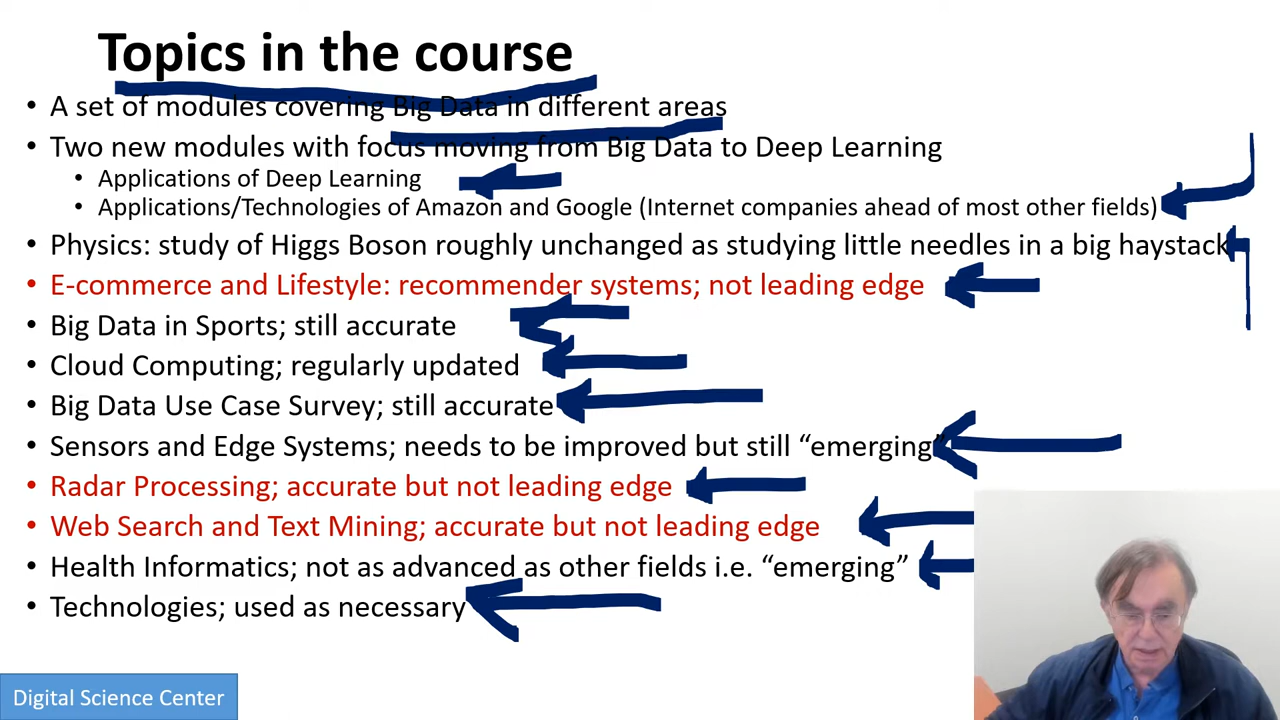 Topics in the course
• A set of modules covering Big Data in different areas
• Two new modules with focus moving from Big Data to Deep Learning
• Applications of Deep Learning
• Applications/Technologies of Amazon and Google (Internet companies ahead of most other fields)
• Physics: study of Higgs Boson roughly unchanged as studying little needles in a big haystack
• E-commerce and Lifestyle: recommender systems; not leading edge
• Big Data in Sports; still accurate
• Cloud Computing; regularly updated
• Big Data Use Case Survey; still accurate
• Sensors and Edge Systems; needs to be improved but still “emerging”
• Radar Processing; accurate but not leading edge
• Web Search and Text Mining; accurate but not leading edge
• Health Informatics; not as advanced as other fields i.e. “emerging”
• Technologies; used as necessary
Digital Science Center